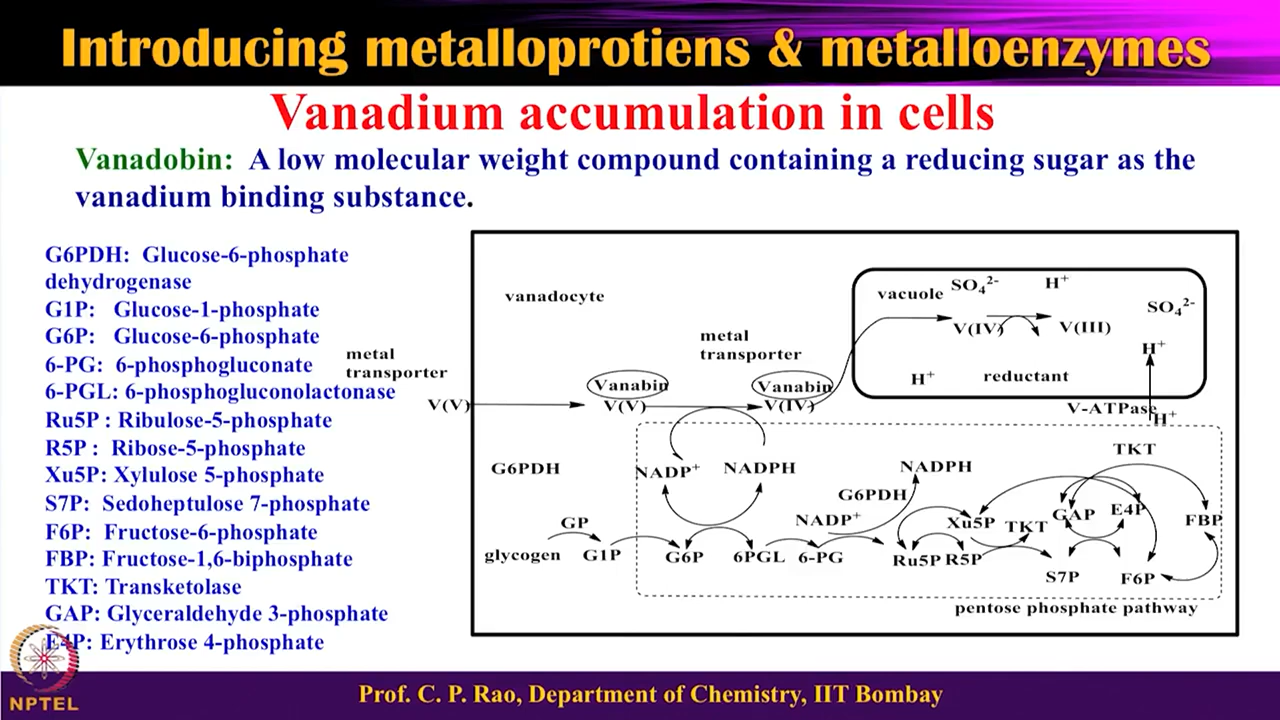 Introducing metalloprotiens & metalloenzymes
Vanadium accumulation in cells
Vanadobin: A low molecular weight compound containing a reducing sugar as the
vanadium binding substance.
G6PDH: Glucose-6-phosphate
dehydrogenase
G1P: Glucose-1-phosphate
G6P: Glucose-6-phosphate
6-PG: 6-phosphogluconate
6-PGL: 6-phosphogluconolactonase
Ru5P : Ribulose-5-phosphate
R5P : Ribose-5-phosphate
Xu5P: Xylulose 5-phosphate
S7P: Sedoheptulose 7-phosphate
F6P: Fructose-6-phosphate
FBP: Fructose-1,6-biphosphate
TKT: Transketolase
GAP: Glyceraldehyde 3-phosphate
E4P: Erythrose 4-phosphate
metal
transporter
V(V)
vanadocyte
Vanabin
V(V)
metal
transporter
Vanabin
V(IV)
vacuole
SO₄²⁻
H⁺
SO₄²⁻
V(IV)
V(III)
H⁺
H⁺
reductant
V-ATPase
H⁺
G6PDH
NADP⁺
NADPH
NADPH
TKT
G6PDH
GP
NADP⁺
Xu5P
TKT
GAP
E4P
FBP
glycogen
G1P
G6P
6PGL
6-PG
Ru5P
R5P
S7P
F6P
pentose phosphate pathway
NPTEL
Prof. C. P. Rao, Department of Chemistry, IIT Bombay